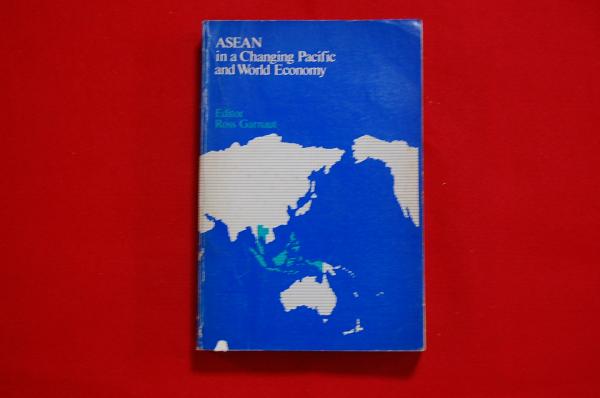 ASEAN
in a Changing Pacific
and World Economy
Editor
Ross Garnaut